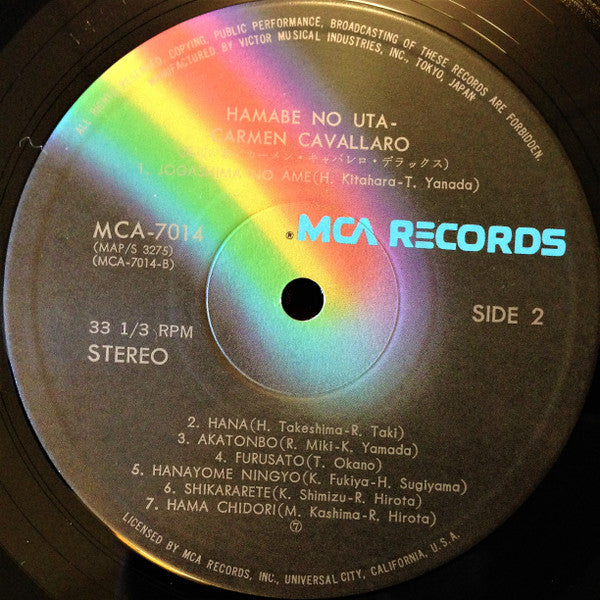 ALL RIGHTS RESERVED, COPYING, PUBLIC PERFORMANCE, BROADCASTING OF THESE RECORDS ARE FORBIDDEN.
MANUFACTURED BY VICTOR MUSICAL INDUSTRIES, INC., TOKYO, JAPAN
HAMABE NO UTA-
CARMEN CAVALLARO
カーメン・キャバレロ・デラックス)
1. JOGASHIMA NO AME(H. Kitahara-T. Yanada)
MCA-7014
(MAP/S 3275)
(MCA-7014-B)
® MCA RECORDS
SIDE 2
33 1/3 RPM
STEREO
2. HANA(H. Takeshima-R. Taki)
3. AKATONBO(R. Miki-K. Yamada)
4. FURUSATO(T. Okano)
5. HANAYOME NINGYO(K. Fukiya-H. Sugiyama)
6. SHIKARARETE(K. Shimizu-R. Hirota)
7. HAMA CHIDORI(M. Kashima-R. Hirota)
⑦
LICENSED BY MCA RECORDS, INC., UNIVERSAL CITY, CALIFORNIA, U.S.A.